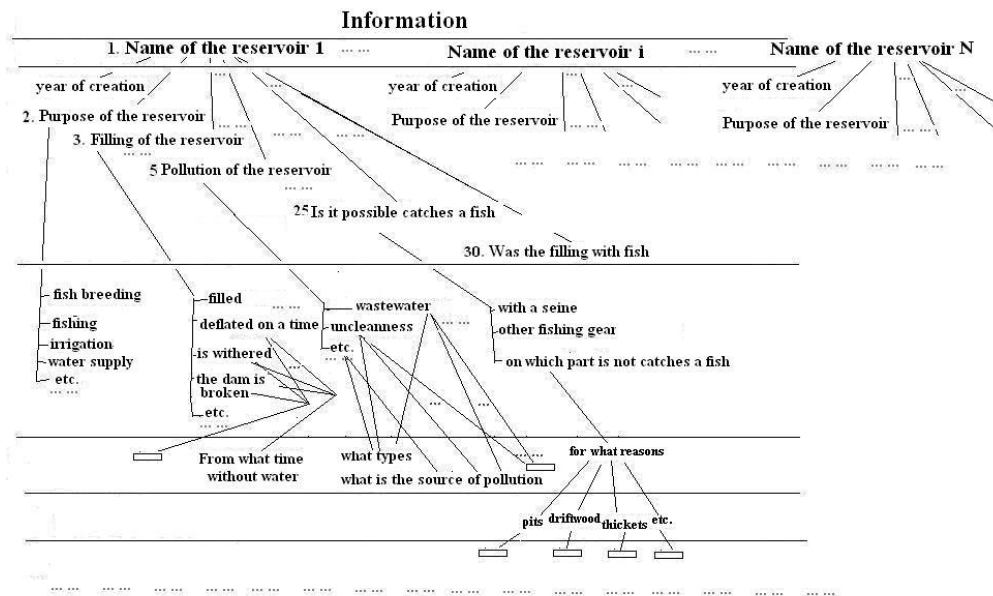 Information
1. Name of the reservoir 1 ... ... Name of the reservoir i ... ... Name of the reservoir N
year of creation ... ... year of creation ... ... year of creation ... ...
2. Purpose of the reservoir ... ... Purpose of the reservoir ... ... Purpose of the reservoir ... ...
3. Filling of the reservoir ... ... ... ...
... ...
5 Pollution of the reservoir ... ... ... ... ... ... ... ... ... ... ... ... ... ... ... ...
... ...
25 Is it possible catches a fish
... ...
30. Was the filling with fish
fish breeding
fishing
irrigation
water supply
etc.
... ...
filled ... ...
deflated on a time
is withered
...
the dam is
broken
etc.
... ...
wastewater
uncleanness ... ...
etc.
... ...
... ...
with a seine
other fishing gear
on which part is not catches a fish
From what time
without water
what types
what is the source of pollution
... ...
for what reasons
pits driftwood thickets etc.
... ... ... ... ... ... ... ... ... ... ... ... ... ... ... ... ... ... ... ... ... ... ... ... ... ... ... ... ... ...